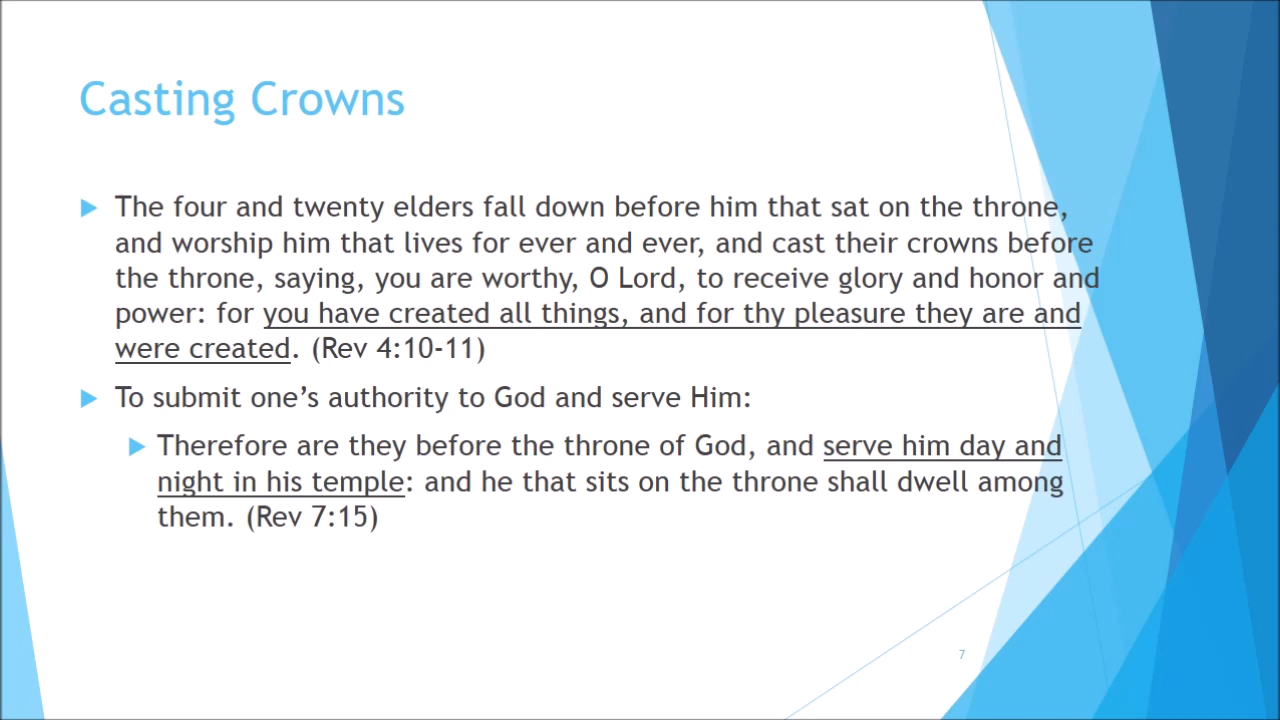 Casting Crowns
The four and twenty elders fall down before him that sat on the throne,
and worship him that lives for ever and ever, and cast their crowns before
the throne, saying, you are worthy, O Lord, to receive glory and honor and
power: for you have created all things, and for thy pleasure they are and
were created. (Rev 4:10-11)
To submit one’s authority to God and serve Him:
Therefore are they before the throne of God, and serve him day and
night in his temple: and he that sits on the throne shall dwell among
them. (Rev 7:15)
7